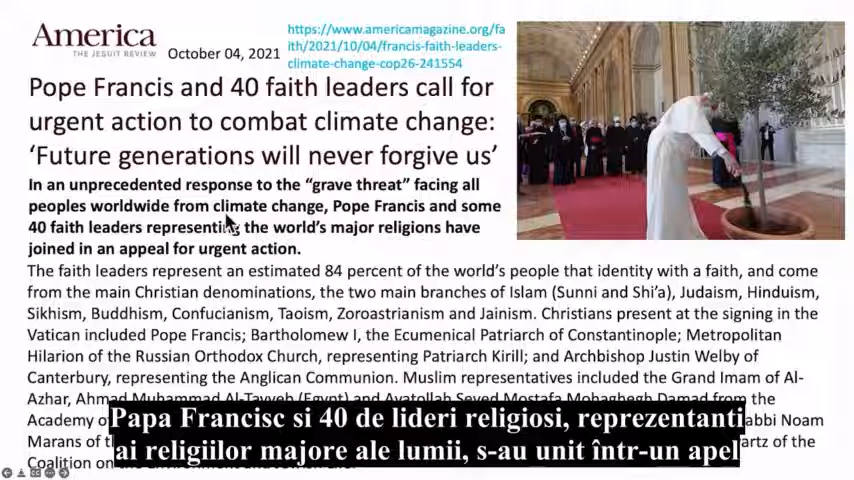 America
THE JESUIT REVIEW
October 04, 2021
https://www.americamagazine.org/fa
ith/2021/10/04/francis-faith-leaders-
climate-change-cop26-241554
Pope Francis and 40 faith leaders call for
urgent action to combat climate change:
‘Future generations will never forgive us’
In an unprecedented response to the “grave threat” facing all
peoples worldwide from climate change, Pope Francis and some
40 faith leaders representing the world’s major religions have
joined in an appeal for urgent action.
The faith leaders represent an estimated 84 percent of the world’s people that identity with a faith, and come
from the main Christian denominations, the two main branches of Islam (Sunni and Shi’a), Judaism, Hinduism,
Sikhism, Buddhism, Confucianism, Taoism, Zoroastrianism and Jainism. Christians present at the signing in the
Vatican included Pope Francis; Bartholomew I, the Ecumenical Patriarch of Constantinople; Metropolitan
Hilarion of the Russian Orthodox Church, representing Patriarch Kirill; and Archbishop Justin Welby of
Canterbury, representing the Anglican Communion. Muslim representatives included the Grand Imam of Al-
Azhar, Ahmad Muhammad Al-Tayyeb (Egypt) and Ayatollah Seyed Mostafa Mohaghegh Damad from the
Academy of Noam
Marans of of the
Coalition
Papa Francisc si 40 de lideri religiosi, reprezentanti
ai religiilor majore ale lumii, s-au unit într-un apel